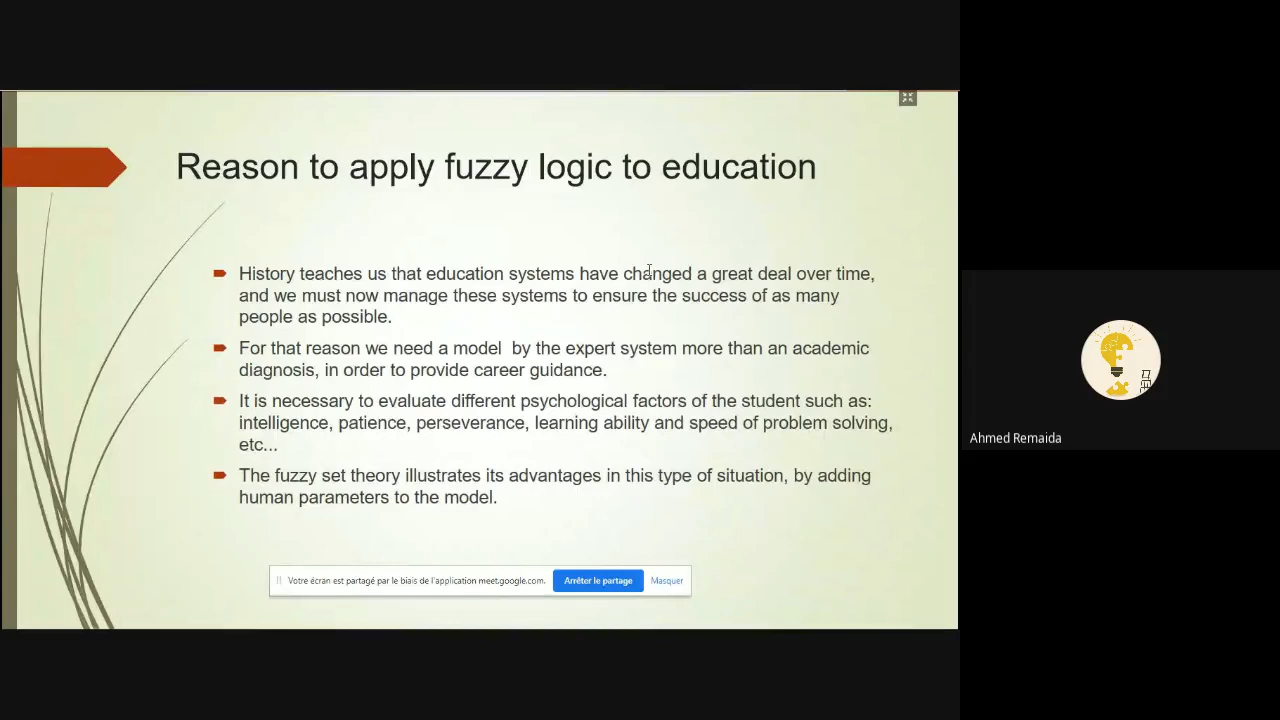 Reason to apply fuzzy logic to education
History teaches us that education systems have changed a great deal over time,
and we must now manage these systems to ensure the success of as many
people as possible.
For that reason we need a model  by the expert system more than an academic
diagnosis, in order to provide career guidance.
It is necessary to evaluate different psychological factors of the student such as:
intelligence, patience, perseverance, learning ability and speed of problem solving,
etc...
The fuzzy set theory illustrates its advantages in this type of situation, by adding
human parameters to the model.
Votre écran est partagé par le biais de l'application meet.google.com.
Arrêter le partage
Masquer
Ahmed Remaida